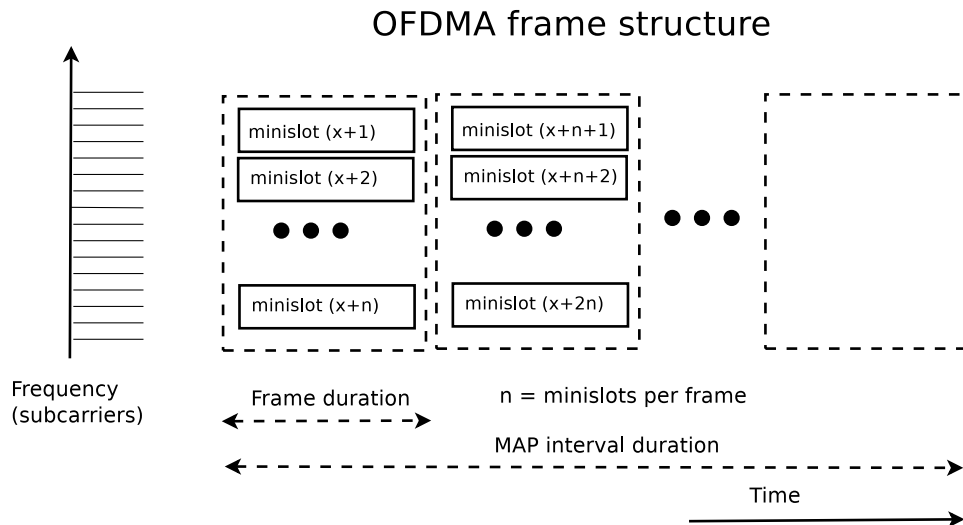 OFDMA frame structure
minislot (x+1)
minislot (x+2)
minislot (x+n)
minislot (x+n+1)
minislot (x+n+2)
minislot (x+2n)
Frequency
(subcarriers)
Frame duration
n = minislots per frame
MAP interval duration
Time